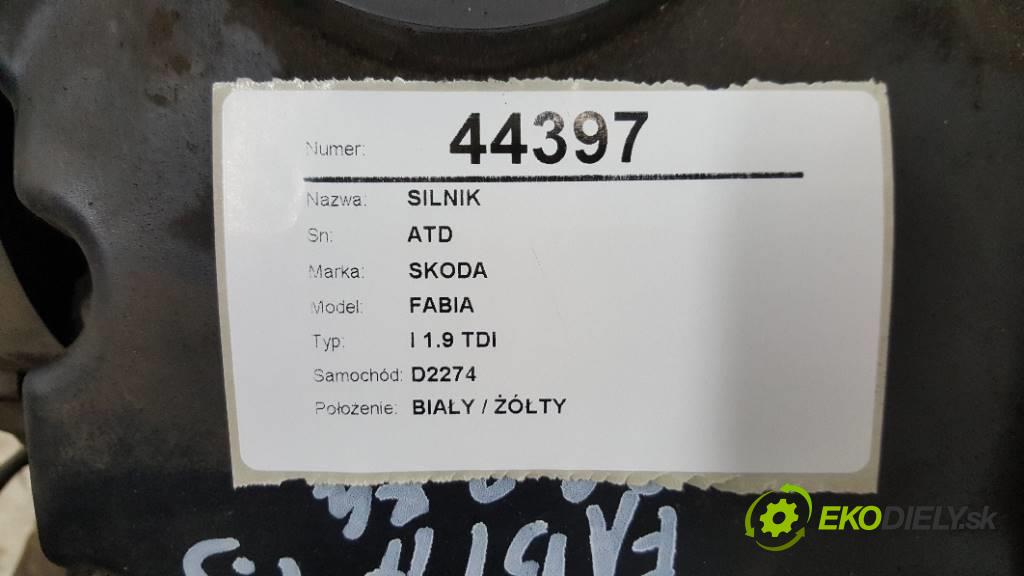 Numer: 44397
Nazwa: SILNIK
Sn: ATD
Marka: SKODA
Model: FABIA
Typ: I 1.9 TDI
Samochód: D2274
Położenie: BIAŁY / ŻÓŁTY
FABIA
EKODIELY.sk